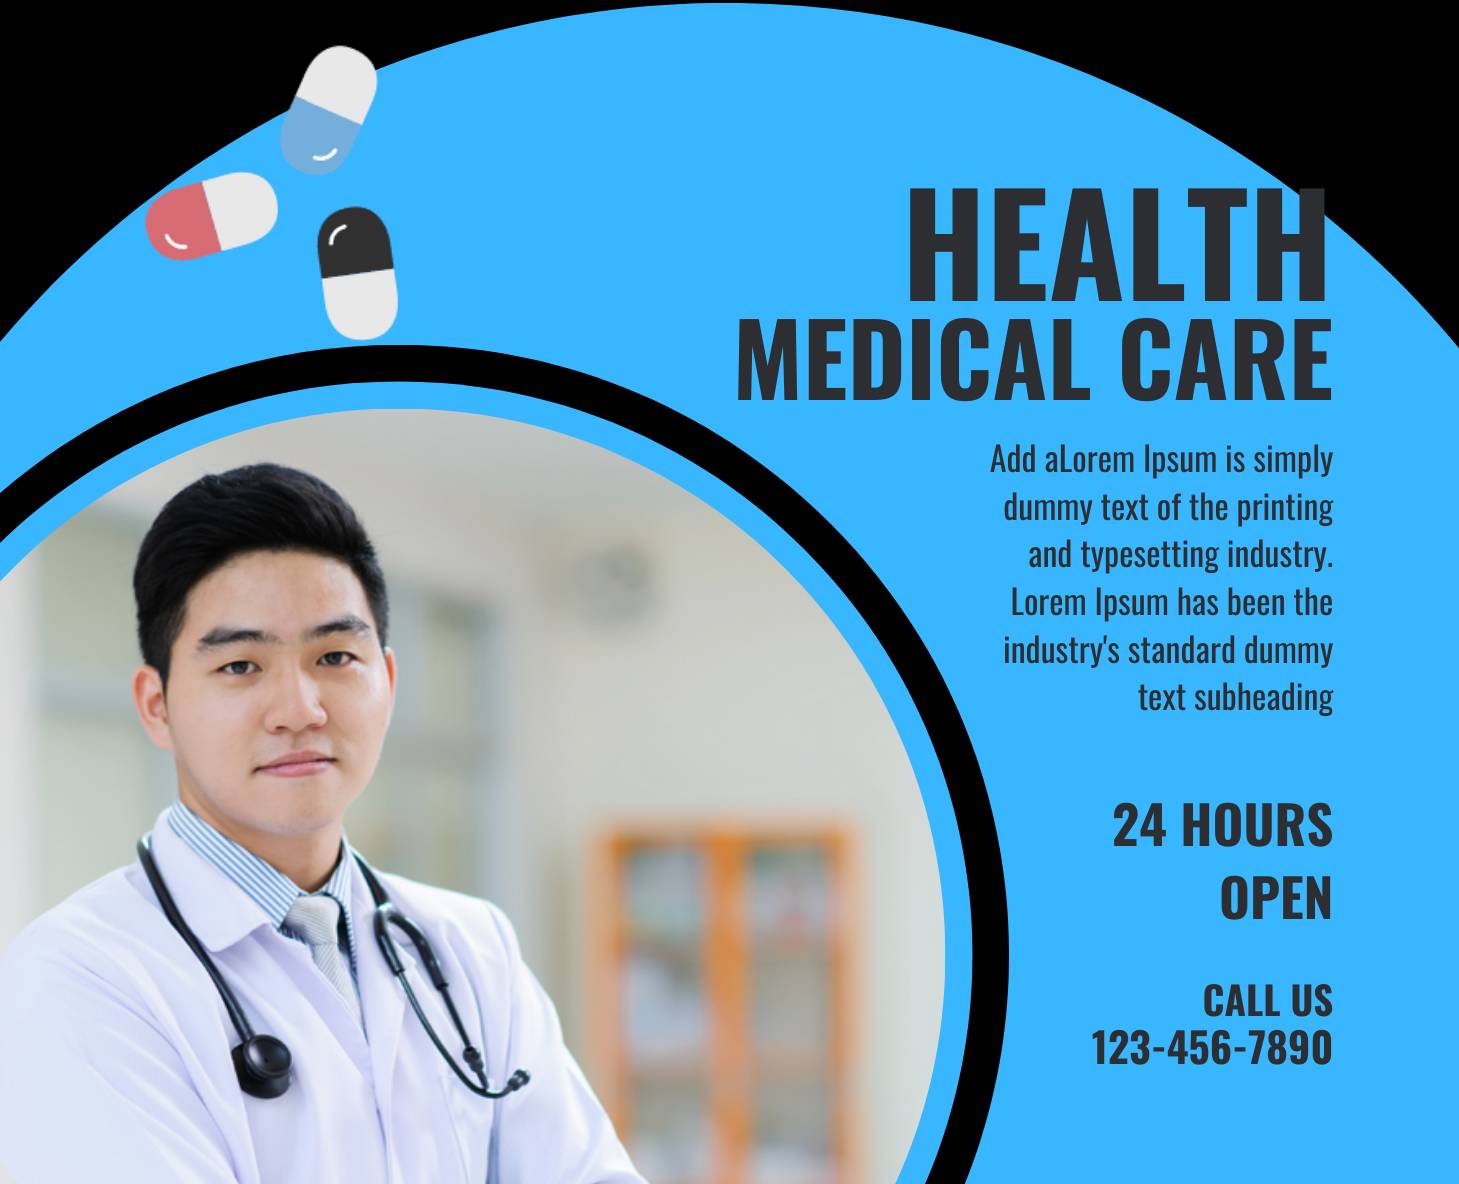 HEALTH
MEDICAL CARE
Add aLorem Ipsum is simply
dummy text of the printing
and typesetting industry.
Lorem Ipsum has been the
industry's standard dummy
text subheading
24 HOURS
OPEN
CALL US
123-456-7890